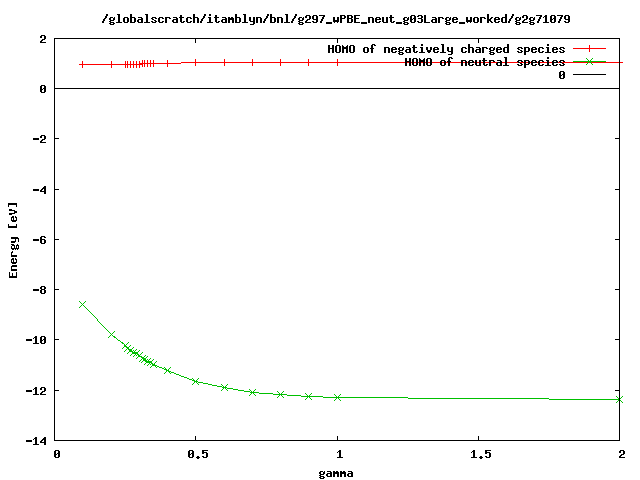 /globalscratch/itamblyn/bnl/g297_wPBE_neut_g03Large_worked/g2g71079
HOMO of negatively charged species
HOMO of neutral species
0
2
0
-2
-4
-6
-8
-10
-12
-14
Energy [eV]
0 0.5 1 1.5 2
gamma